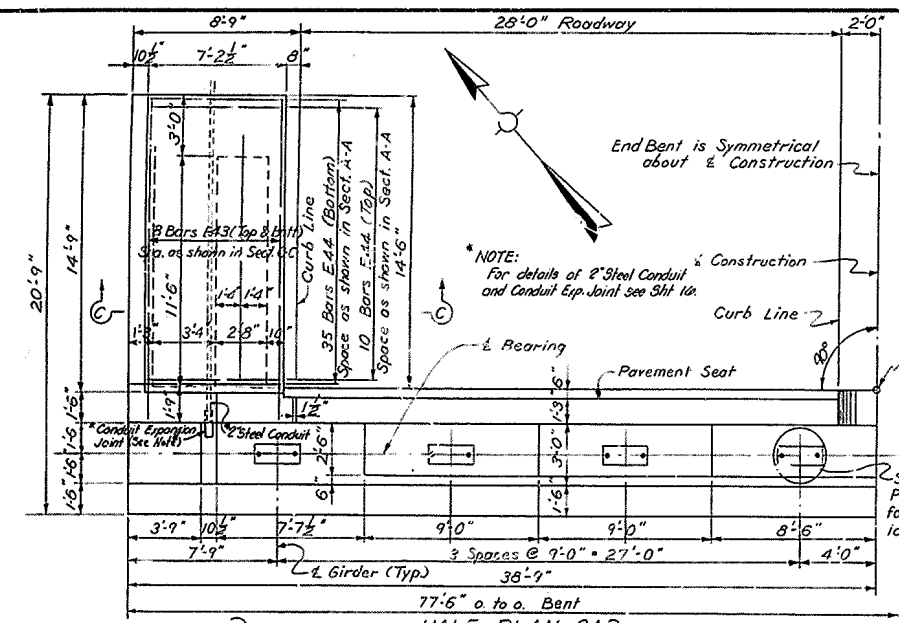 8'-9"
28'-0" Roadway
2'-0"
10½"
7'-2½"
8"
3'-0"
End Bent is Symmetrical
about ℄ Construction
35 Bars E44 (Bottom)
Space as shown in Sect. A-A
10 Bars E44 (Top)
Space as shown in Sect. A-A
Curb Line
14'-6"
20'-9"
14'-9"
8 Bars E43 (Top & Bott)
as shown in Sect. C-C
11'-6"
* NOTE:
For details of 2" Steel Conduit
and Conduit Exp. Joint see Sht 16.
℄ Construction
Curb Line
C
C
1'-4" 1'-4"
3'-4" 2'-8"
90°
℄ Bearing
Pavement Seat
6"
1'-3"
1'-9"
1½"
1'-6"
1'-6"
1'-6"
1'-6"
* Conduit Expansion
Joint (See Note)
2" Steel Conduit
2'-6"
6"
3'-0"
1'-6"
3'-9" 10½" 7'-7½" 9'-0" 9'-0" 8'-6"
7'-9"
3 Spaces @ 9'-0" = 27'-0"
4'-0"
℄ Girder (Typ.)
38'-9"
77'-6" o. to o. Bent
HALF PLAN CAP